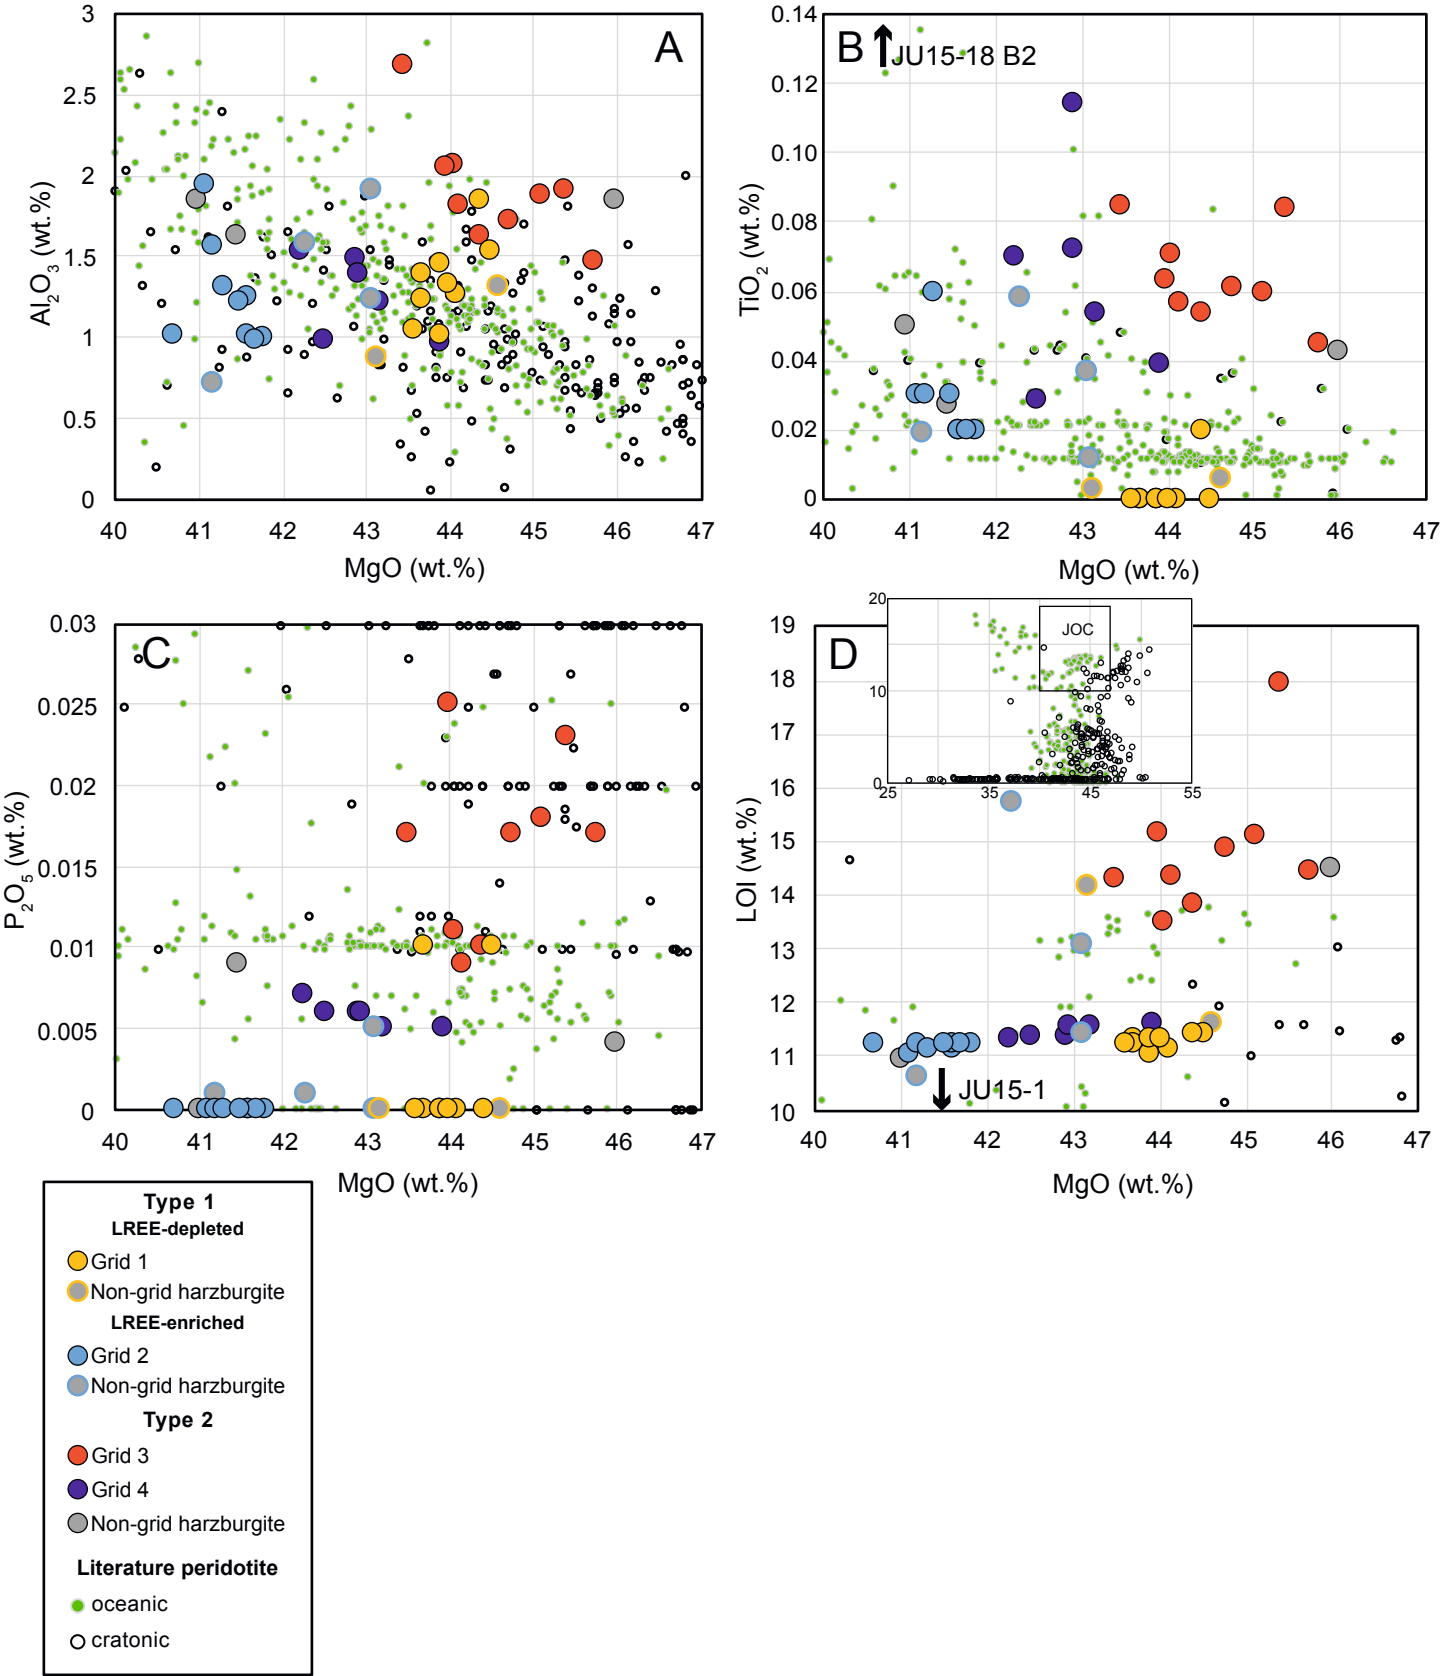 A
3
2.5
2
1.5
1
0.5
0
Al2O3 (wt.%)
40 41 42 43 44 45 46 47
MgO (wt.%)
B
JU15-18 B2
0.14
0.12
0.10
0.08
0.06
0.04
0.02
0
TiO2 (wt.%)
40 41 42 43 44 45 46 47
MgO (wt.%)
C
0.03
0.025
0.02
0.015
0.01
0.005
0
P2O5 (wt.%)
40 41 42 43 44 45 46 47
MgO (wt.%)
D
19
18
17
16
15
14
13
12
11
10
LOI (wt.%)
20
10
0
JOC
25 35 45 55
JU15-1
40 41 42 43 44 45 46 47
MgO (wt.%)
Type 1
LREE-depleted
Grid 1
Non-grid harzburgite
LREE-enriched
Grid 2
Non-grid harzburgite
Type 2
Grid 3
Grid 4
Non-grid harzburgite
Literature peridotite
oceanic
cratonic